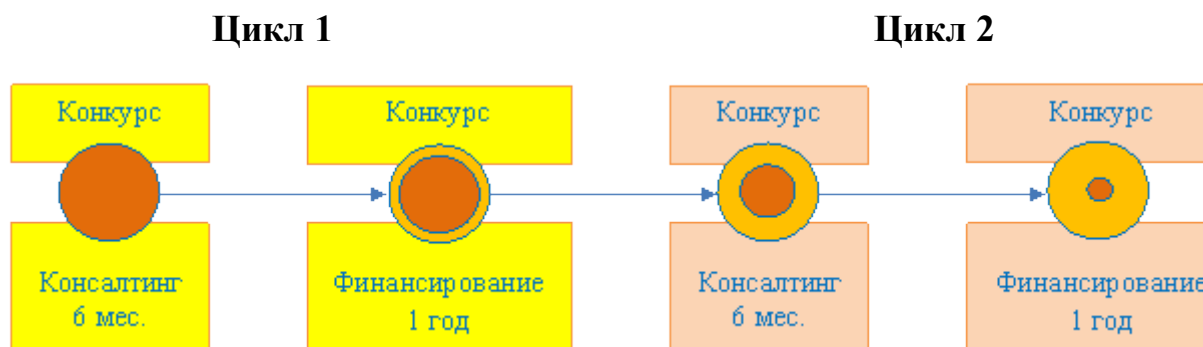 Цикл 1
Цикл 2
Конкурс
Конкурс
Конкурс
Конкурс
Консалтинг
6 мес.
Финансирование
1 год
Консалтинг
6 мес.
Финансирование
1 год